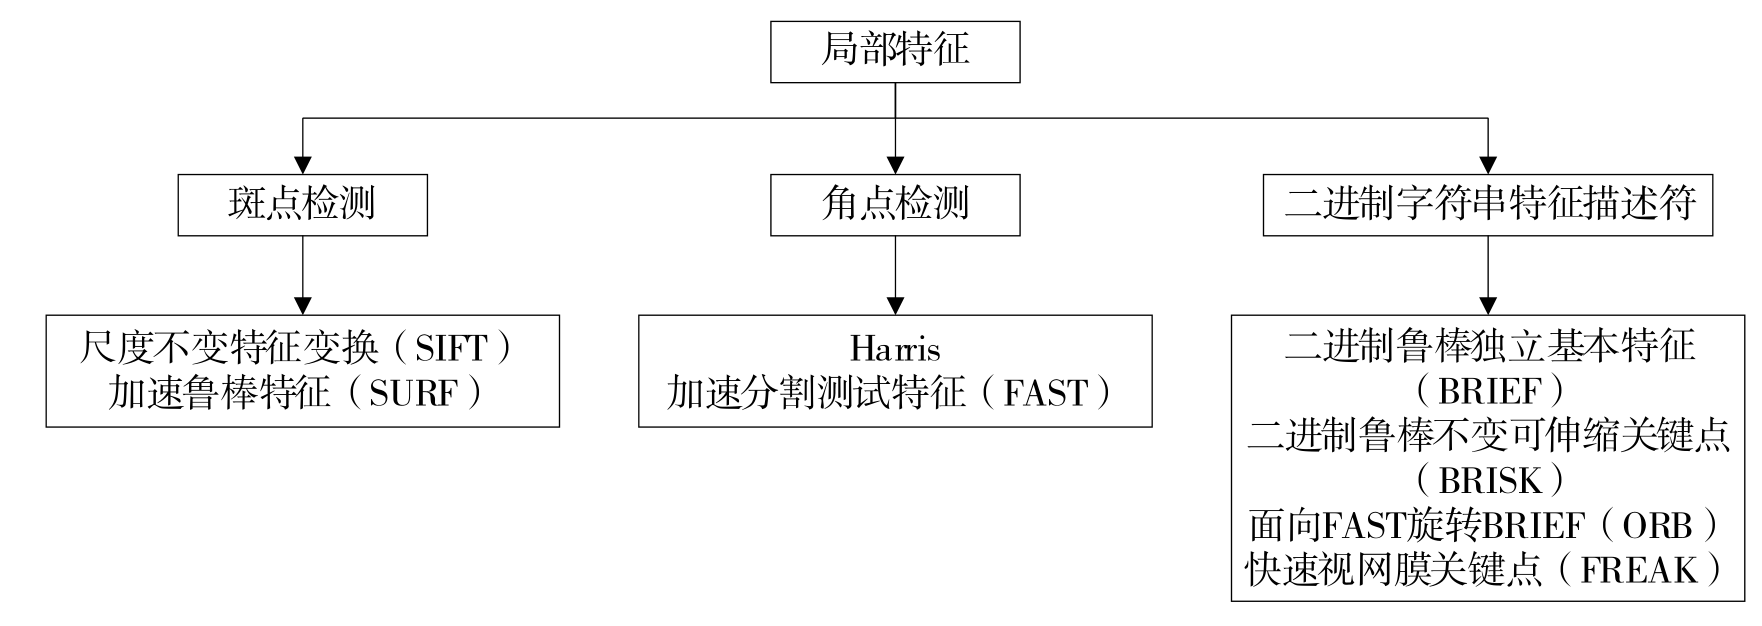 局部特征
斑点检测
角点检测
二进制字符串特征描述符
尺度不变特征变换（SIFT）
加速鲁棒特征（SURF）
Harris
加速分割测试特征（FAST）
二进制鲁棒独立基本特征
（BRIEF）
二进制鲁棒不变可伸缩关键点
（BRISK）
面向FAST旋转BRIEF（ORB）
快速视网膜关键点（FREAK）